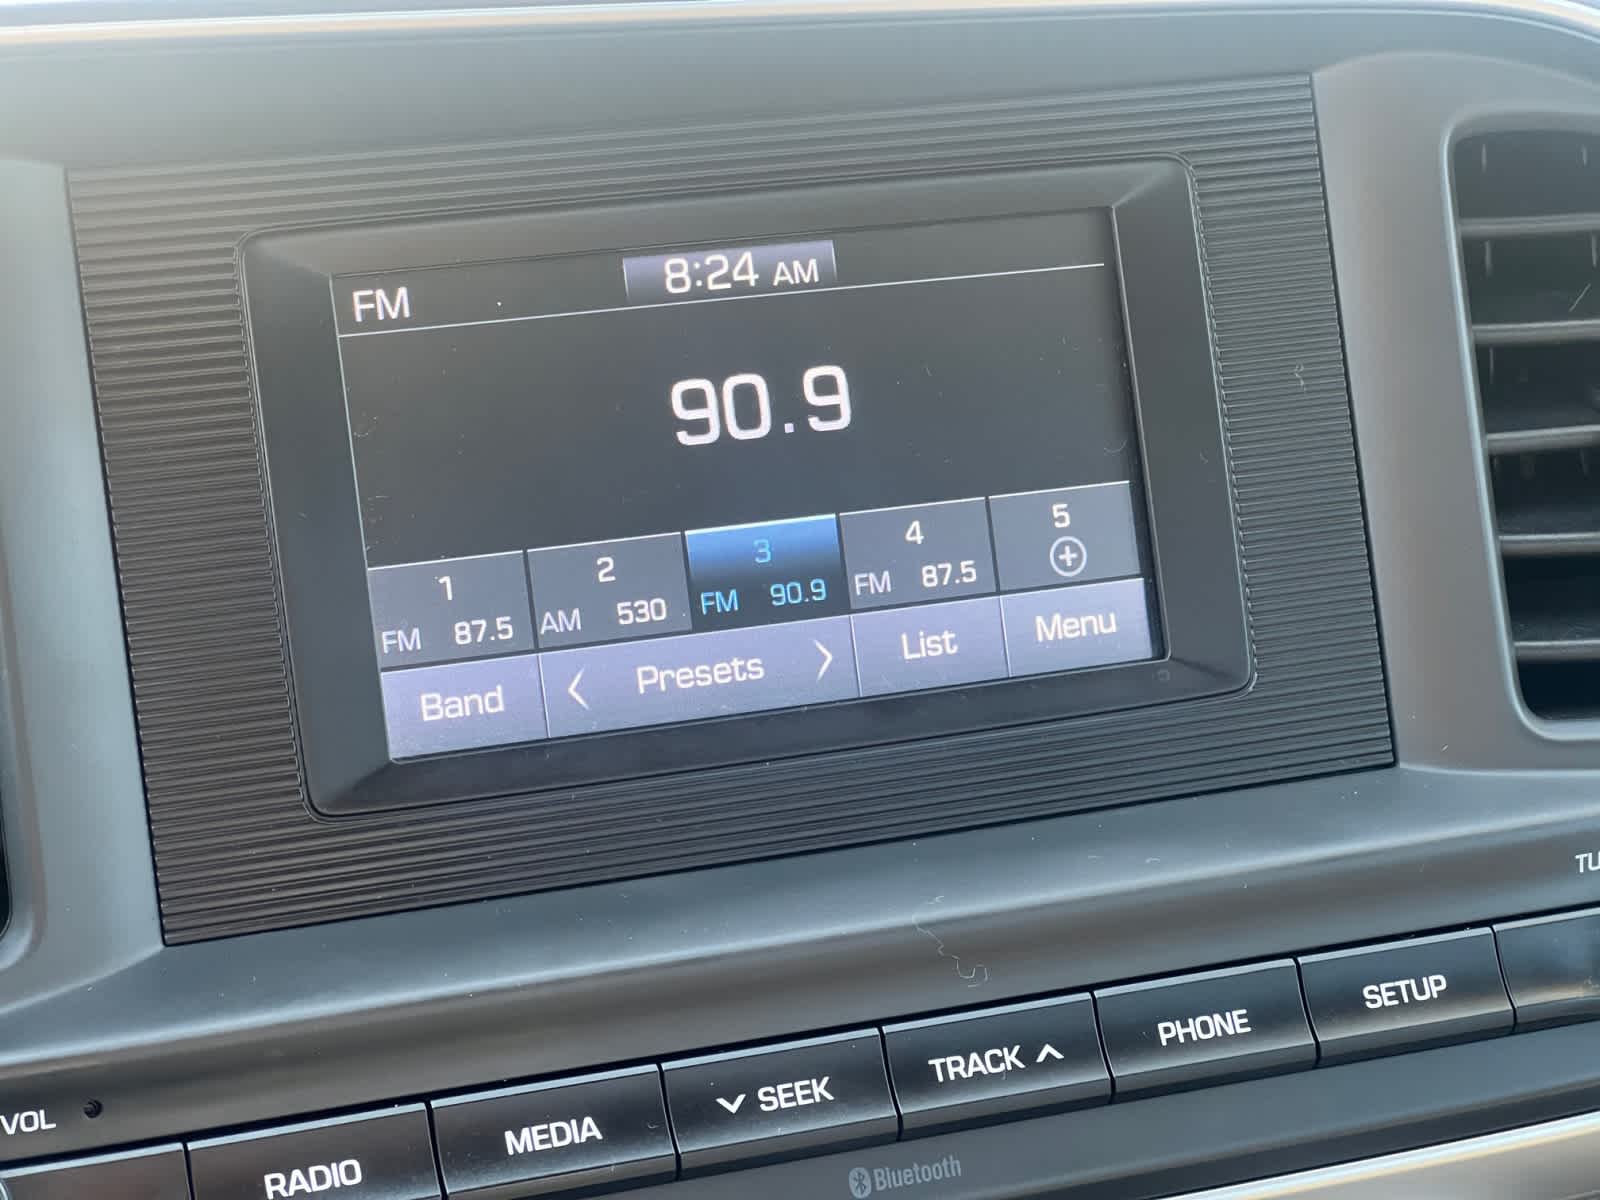 FM 8:24 AM
90.9
1 2 3 4 5
FM 87.5 AM 530 FM 90.9 FM 87.5
Band < Presets > List Menu
VOL RADIO MEDIA SEEK TRACK PHONE SETUP
Bluetooth